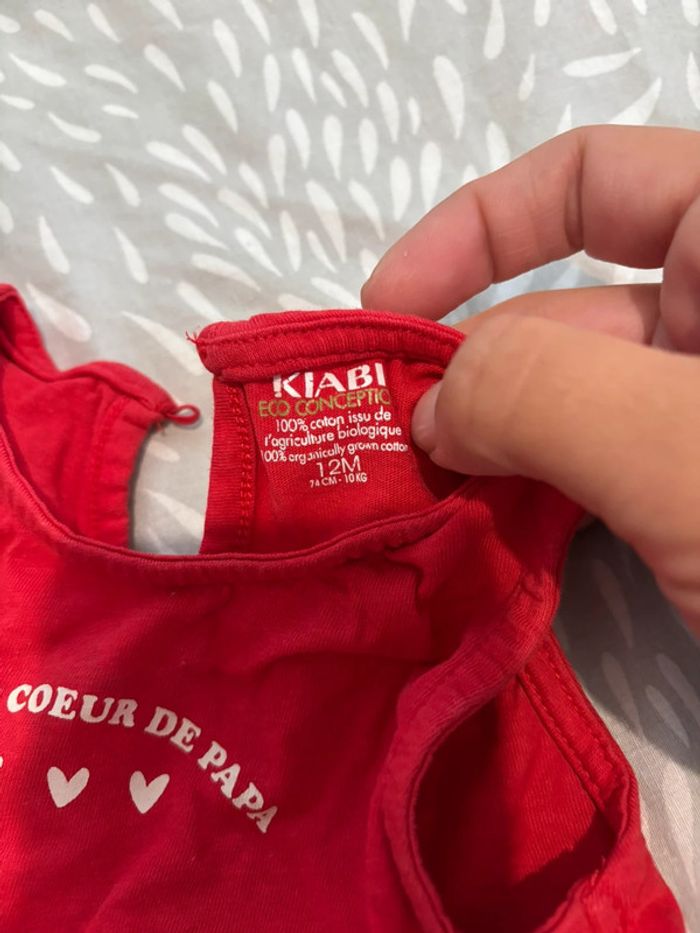 KIABI
ECO CONCEPTIO
100% coton issu de
l'agriculture biologique
100% organically grown cotton
12M
74 CM - 10 KG
COEUR DE PAPA